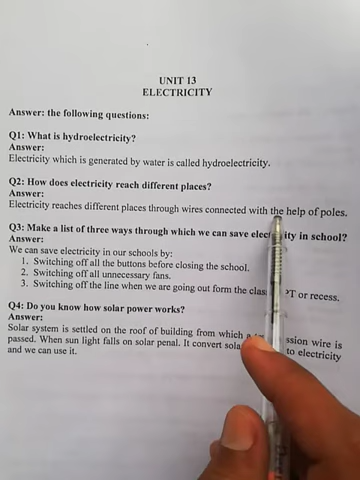 UNIT 13
ELECTRICITY
Answer: the following questions:
Q1: What is hydroelectricity?
Answer:
Electricity which is generated by water is called hydroelectricity.
Q2: How does electricity reach different places?
Answer:
Electricity reaches different places through wires connected with the help of poles.
Q3: Make a list of three ways through which we can save electricity in school?
Answer:
We can save electricity in our schools by:
1. Switching off all the buttons before closing the school.
2. Switching off all unnecessary fans.
3. Switching off the line when we are going out form the class PT or recess.
Q4: Do you know how solar power works?
Answer:
Solar system is settled on the roof of building from which a wire is
passed. When sun light falls on solar penal. It convert to electricity
and we can use it.